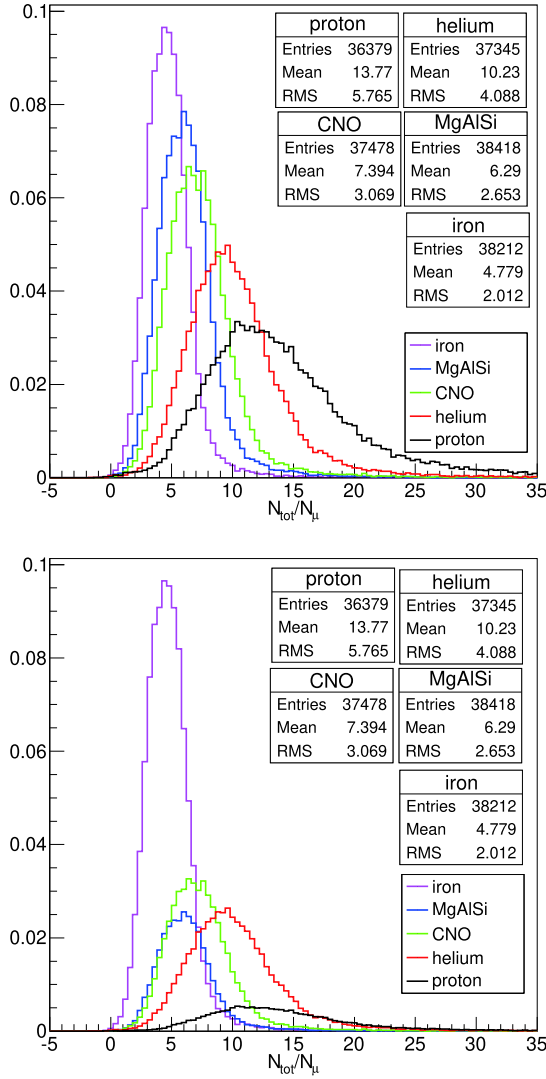 0.1
0.08
0.06
0.04
0.02
0
-5 0 5 10 15 20 25 30 35
N_tot/N_μ
proton
Entries 36379
Mean 13.77
RMS 5.765
helium
Entries 37345
Mean 10.23
RMS 4.088
CNO
Entries 37478
Mean 7.394
RMS 3.069
MgAlSi
Entries 38418
Mean 6.29
RMS 2.653
iron
Entries 38212
Mean 4.779
RMS 2.012
iron
MgAlSi
CNO
helium
proton
0.1
0.08
0.06
0.04
0.02
0
-5 0 5 10 15 20 25 30 35
N_tot/N_μ
proton
Entries 36379
Mean 13.77
RMS 5.765
helium
Entries 37345
Mean 10.23
RMS 4.088
CNO
Entries 37478
Mean 7.394
RMS 3.069
MgAlSi
Entries 38418
Mean 6.29
RMS 2.653
iron
Entries 38212
Mean 4.779
RMS 2.012
iron
MgAlSi
CNO
helium
proton